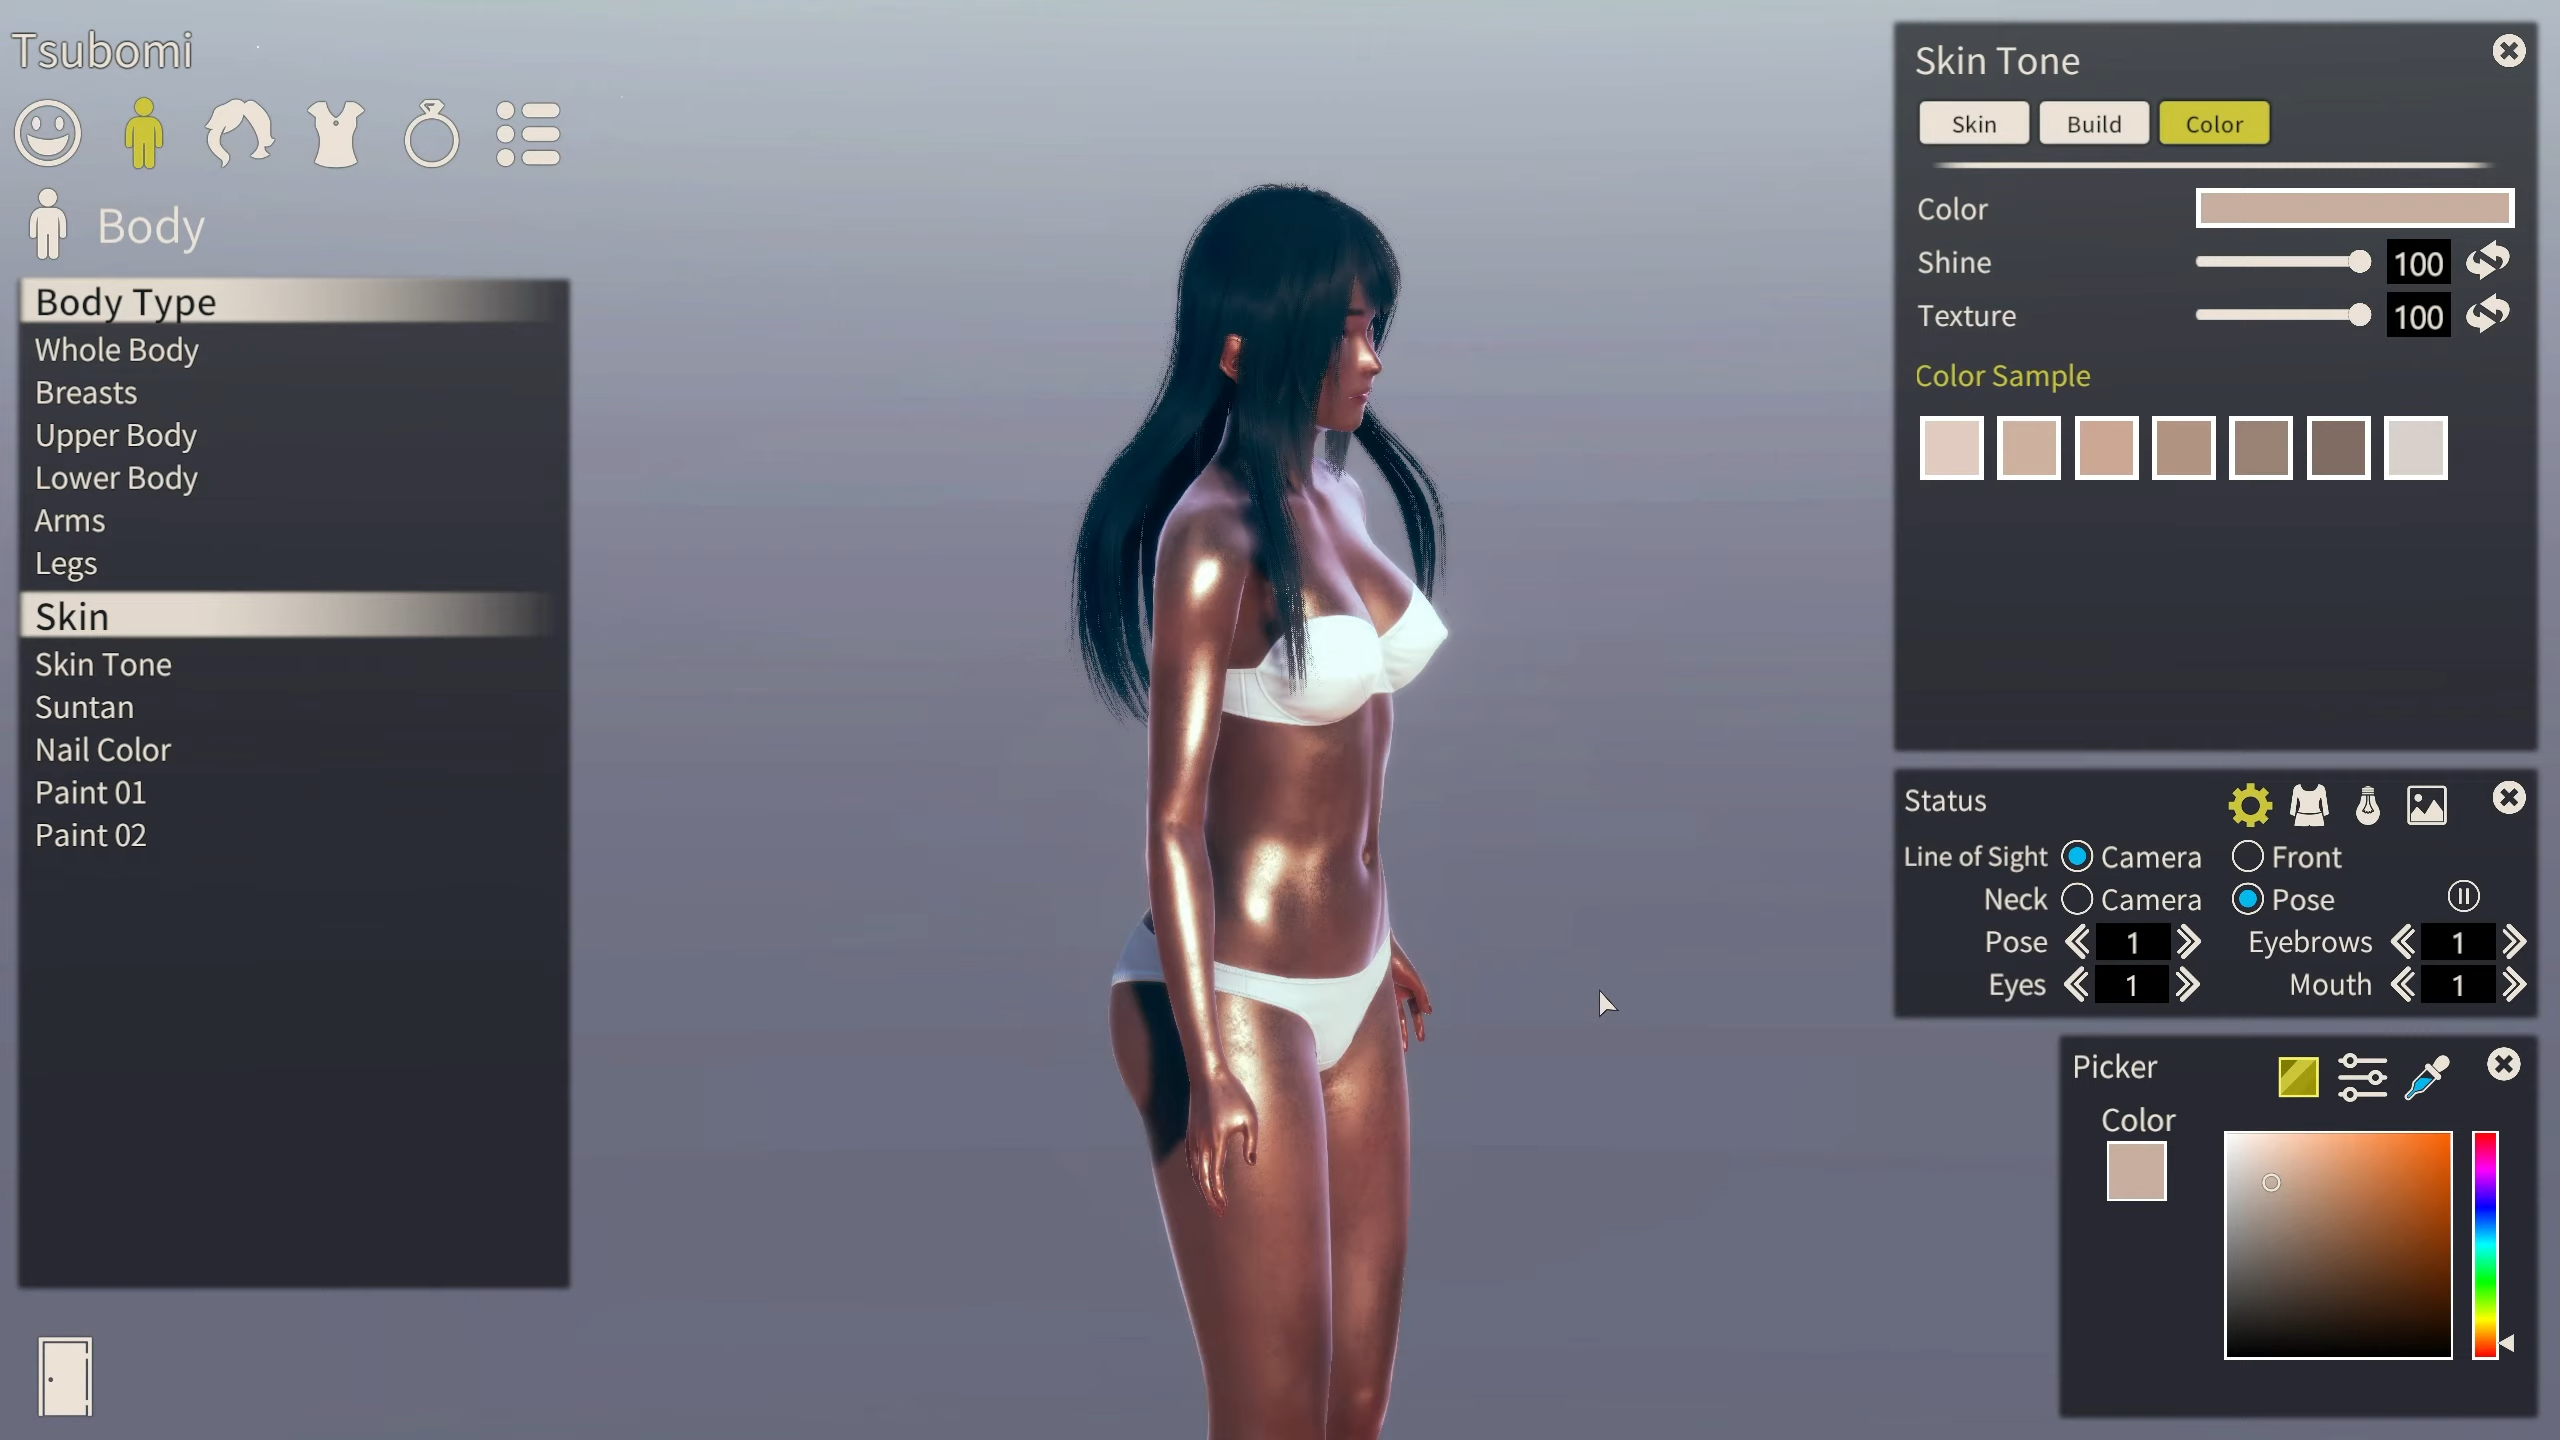 Tsubomi
Body
Body Type
Whole Body
Breasts
Upper Body
Lower Body
Arms
Legs
Skin
Skin Tone
Suntan
Nail Color
Paint 01
Paint 02
Skin Tone
Skin Build Color
Color
Shine 100
Texture 100
Color Sample
Status
Line of Sight Camera Front
Neck Camera Pose
Pose 1 Eyebrows 1
Eyes 1 Mouth 1
Picker
Color